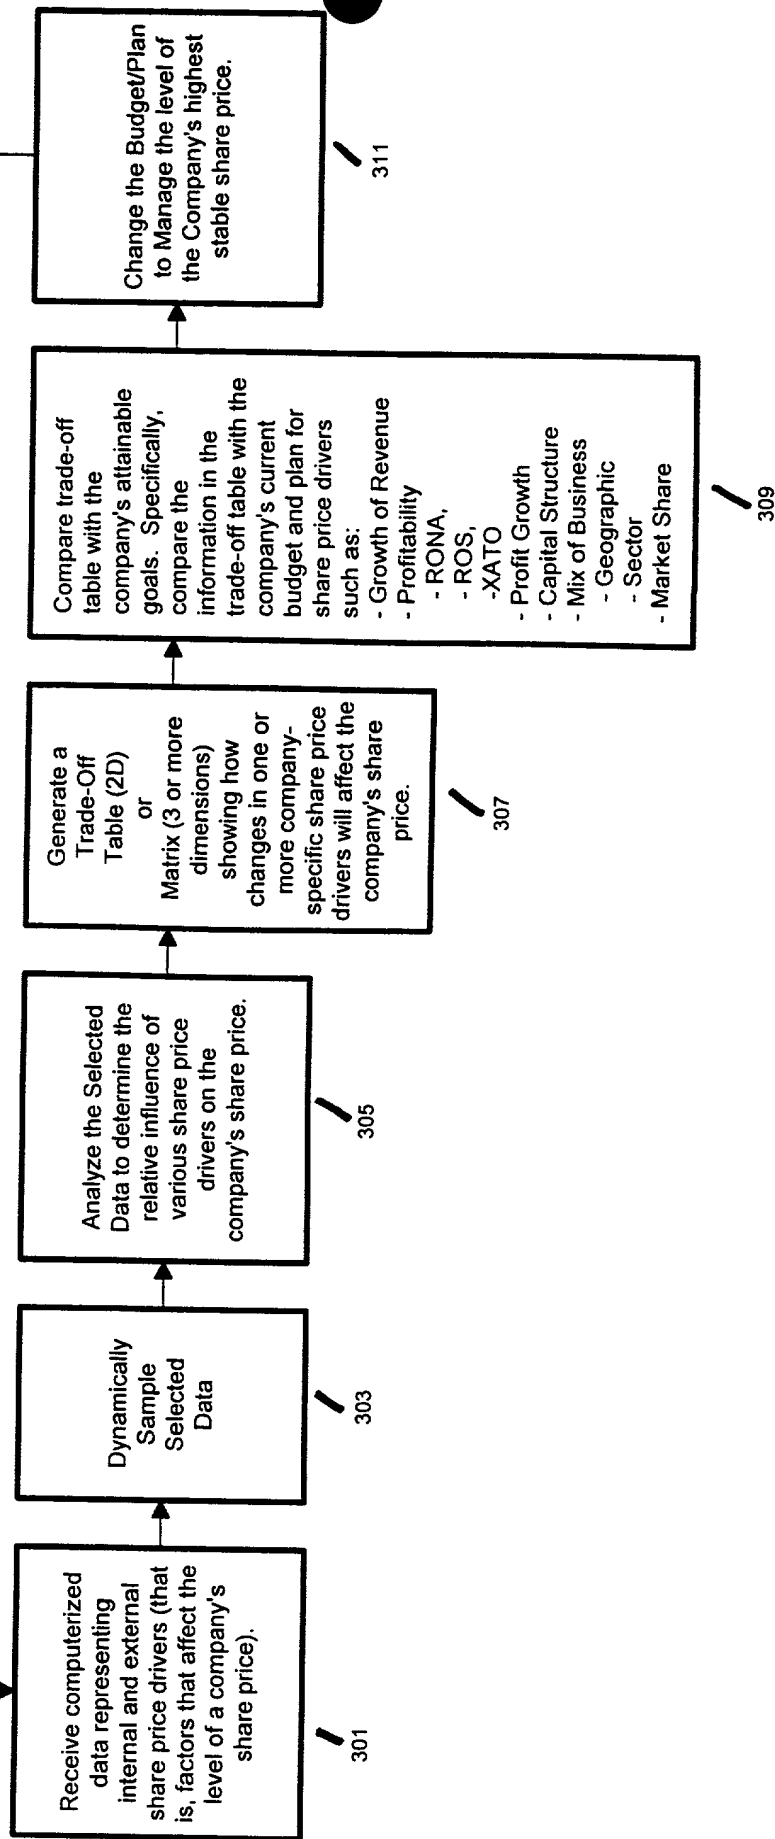 Receive computerized
data representing
internal and external
share price drivers (that
is, factors that affect the
level of a company's
share price).
301
Dynamically
Sample
Selected
Data
303
Analyze the Selected
Data to determine the
relative influence of
various share price
drivers on the
company's share price.
305
Generate a
Trade-Off
Table (2D)
or
Matrix (3 or more
dimensions)
showing how
changes in one or
more company-
specific share price
drivers will affect the
company's share
price.
307
Compare trade-off
table with the
company's attainable
goals. Specifically,
compare the
information in the
trade-off table with the
company's current
budget and plan for
share price drivers
such as:
- Growth of Revenue
- Profitability
- RONA,
- ROS,
-XATO
- Profit Growth
- Capital Structure
- Mix of Business
- Geographic
- Sector
- Market Share
309
Change the Budget/Plan
to Manage the level of
the Company's highest
stable share price.
311